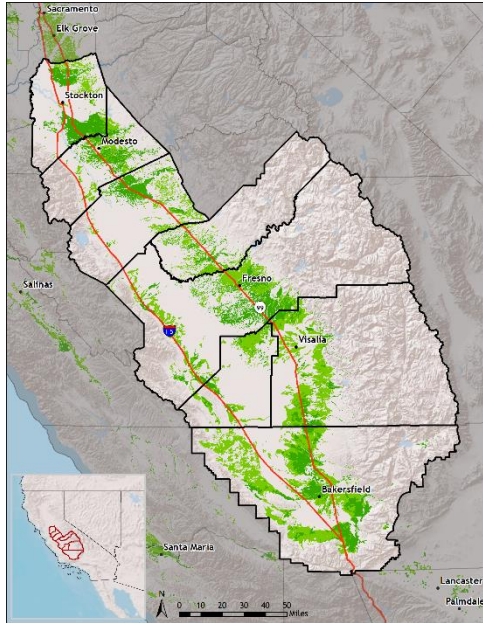 Sacramento
Elk Grove
Stockton
Modesto
Salinas
Fresno
99
Visalia
Bakersfield
Santa Maria
N
0 10 20 30 40 50
Miles
Lancaster
Palmdale